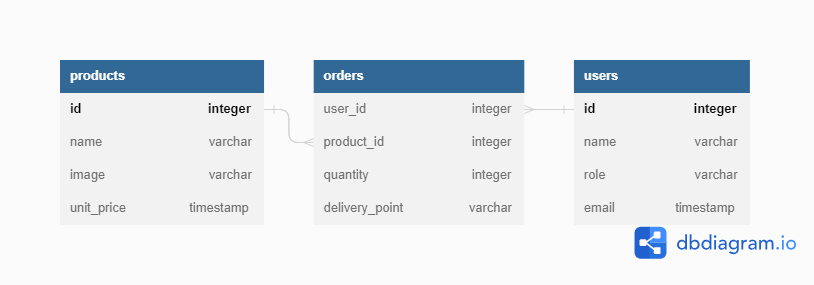 products
id integer
name varchar
image varchar
unit_price timestamp
orders
user_id integer
product_id integer
quantity integer
delivery_point varchar
users
id integer
name varchar
role varchar
email timestamp
dbdiagram.io